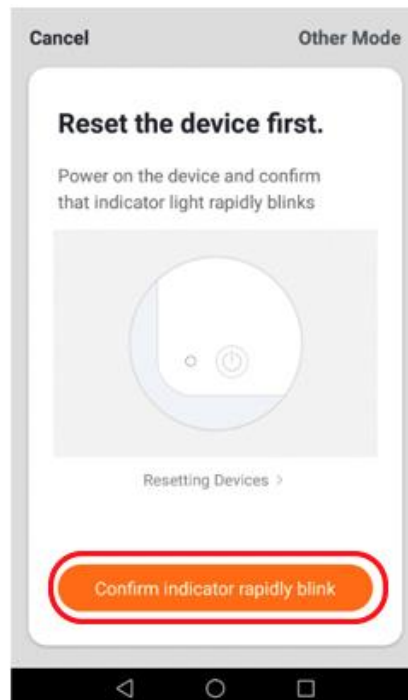 Cancel
Other Mode
Reset the device first.
Power on the device and confirm
that indicator light rapidly blinks
Resetting Devices >
Confirm indicator rapidly blink